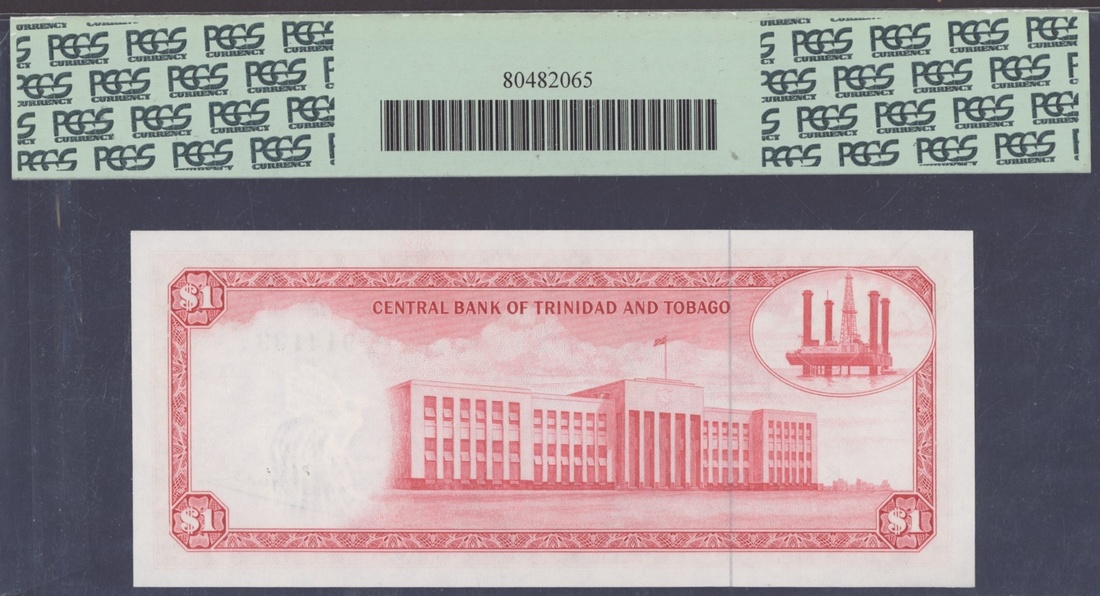 PCGS CURRENCY
80482065
CENTRAL BANK OF TRINIDAD AND TOBAGO
$1
$1
$1